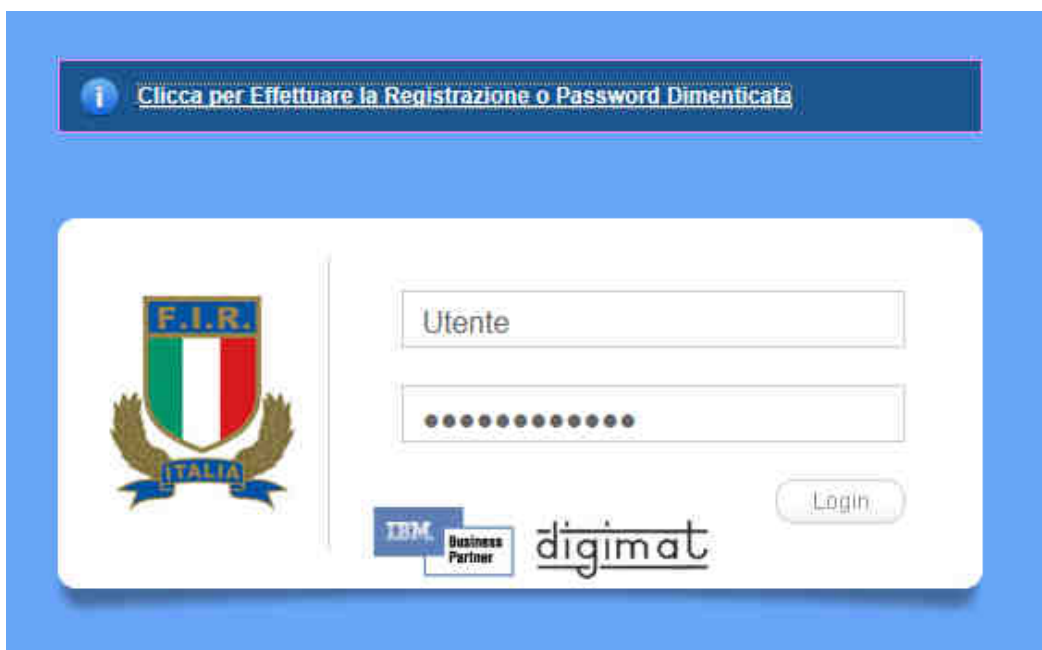 Clicca per Effettuare la Registrazione o Password Dimenticata
F.I.R.
ITALIA
Utente
●●●●●●●●●●●●
Login
IBM. Business Partner
digimat